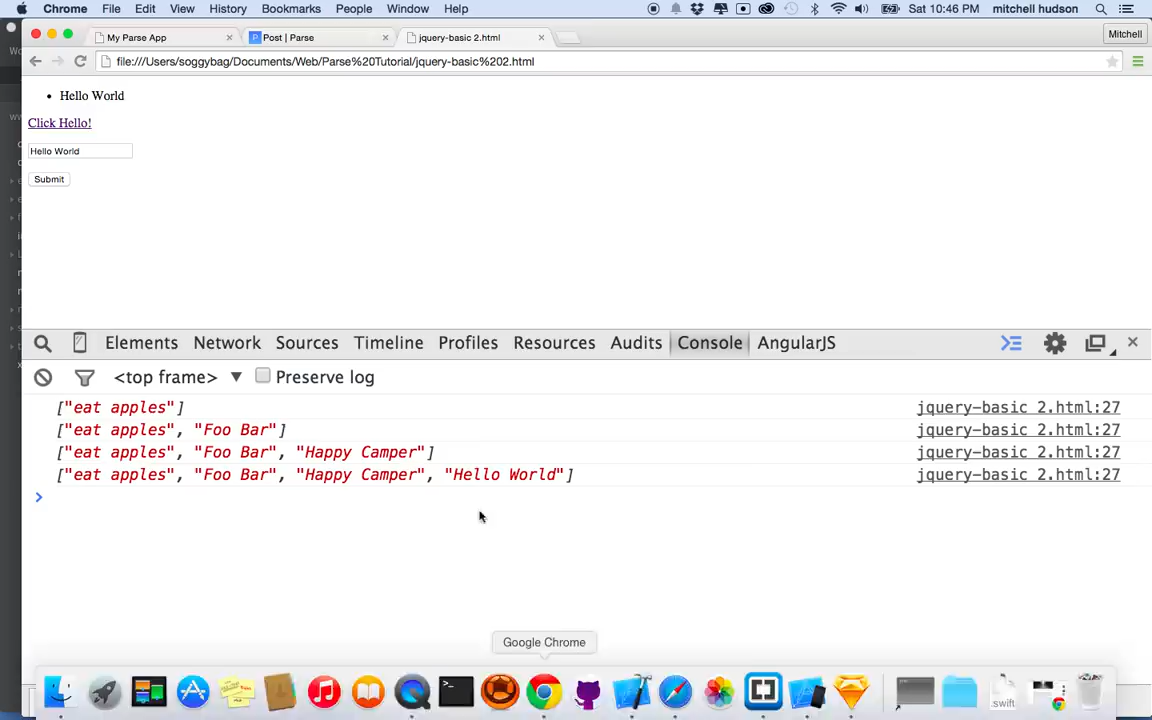 Chrome File Edit View History Bookmarks People Window Help Sat 10:46 PM mitchell hudson
My Parse App Post | Parse jquery-basic 2.html Mitchell
file:///Users/soggybag/Documents/Web/Parse%20Tutorial/jquery-basic%202.html
• Hello World
Click Hello!
Hello World
Submit
Elements Network Sources Timeline Profiles Resources Audits Console AngularJS
<top frame> Preserve log
["eat apples"] jquery-basic 2.html:27
["eat apples", "Foo Bar"] jquery-basic 2.html:27
["eat apples", "Foo Bar", "Happy Camper"] jquery-basic 2.html:27
["eat apples", "Foo Bar", "Happy Camper", "Hello World"] jquery-basic 2.html:27
Google Chrome
.swift